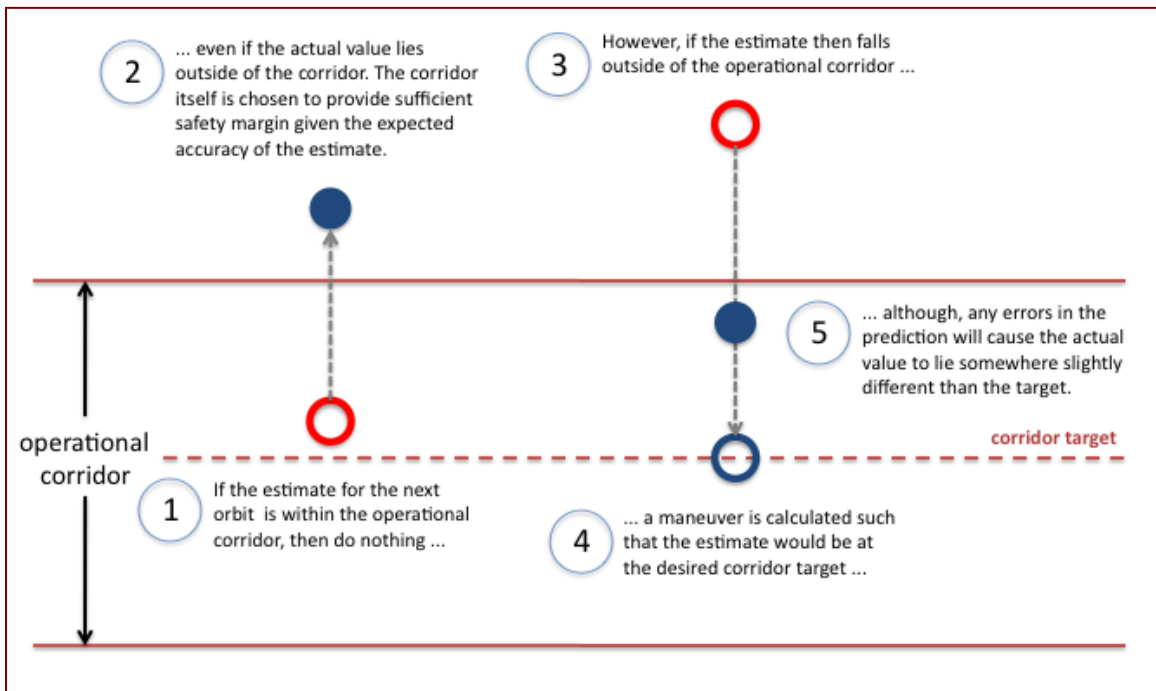 2
... even if the actual value lies
outside of the corridor. The corridor
itself is chosen to provide sufficient
safety margin given the expected
accuracy of the estimate.
3
However, if the estimate then falls
outside of the operational corridor ...
5
... although, any errors in the
prediction will cause the actual
value to lie somewhere slightly
different than the target.
operational
corridor
corridor target
1
If the estimate for the next
orbit is within the operational
corridor, then do nothing ...
4
... a maneuver is calculated such
that the estimate would be at
the desired corridor target ...